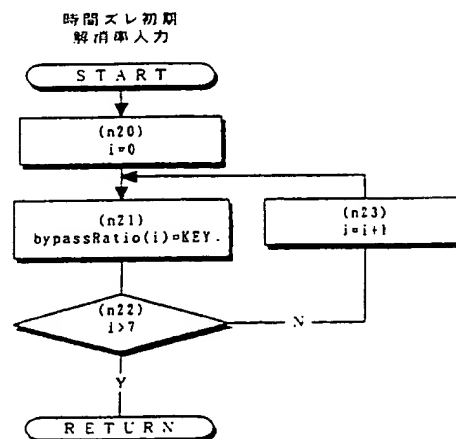 時間ズレ初期
解消率入力
START
(n20)
i=0
(n21)
bypassRatio(i)=KEY.
(n23)
i=i+1
(n22)
i>7
N
Y
RETURN